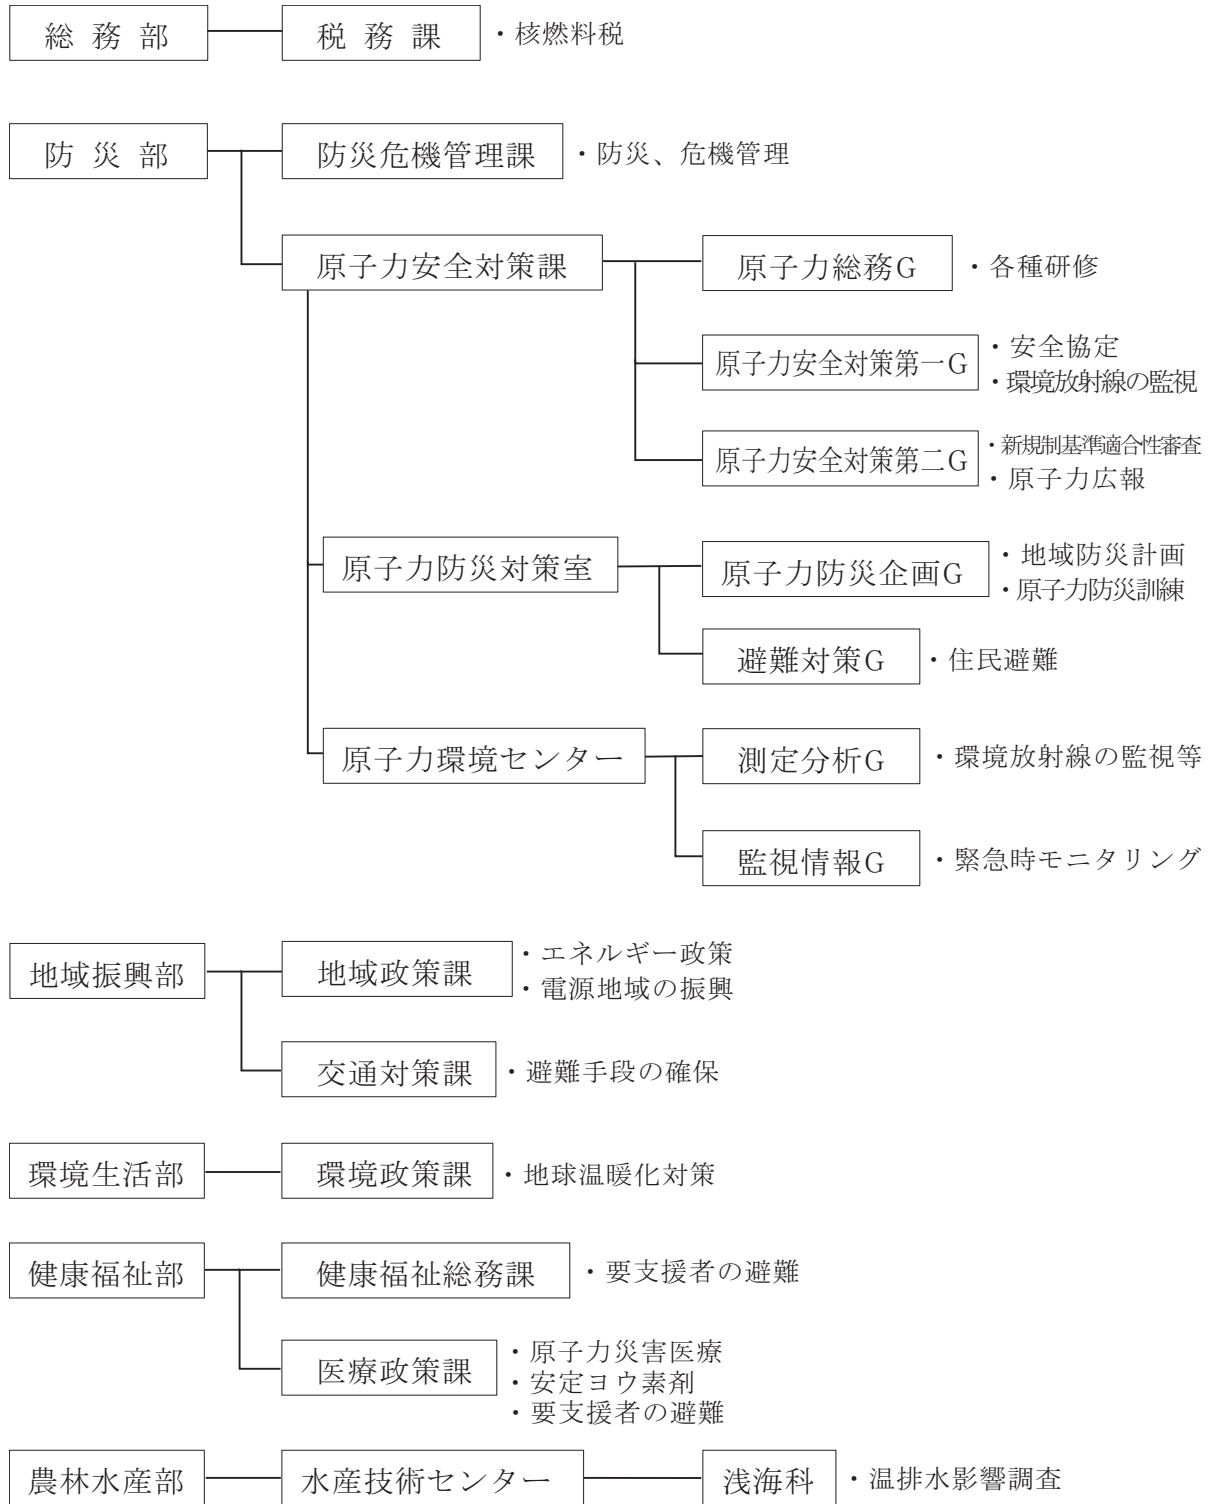 総務部
税務課
・核燃料税
防災部
防災危機管理課
・防災、危機管理
原子力安全対策課
原子力総務G
・各種研修
原子力安全対策第一G
・安全協定
・環境放射線の監視
原子力安全対策第二G
・新規制基準適合性審査
・原子力広報
原子力防災対策室
原子力防災企画G
・地域防災計画
・原子力防災訓練
避難対策G
・住民避難
原子力環境センター
測定分析G
・環境放射線の監視等
監視情報G
・緊急時モニタリング
地域振興部
地域政策課
・エネルギー政策
・電源地域の振興
交通対策課
・避難手段の確保
環境生活部
環境政策課
・地球温暖化対策
健康福祉部
健康福祉総務課
・要支援者の避難
医療政策課
・原子力災害医療
・安定ヨウ素剤
・要支援者の避難
農林水産部
水産技術センター
浅海科
・温排水影響調査